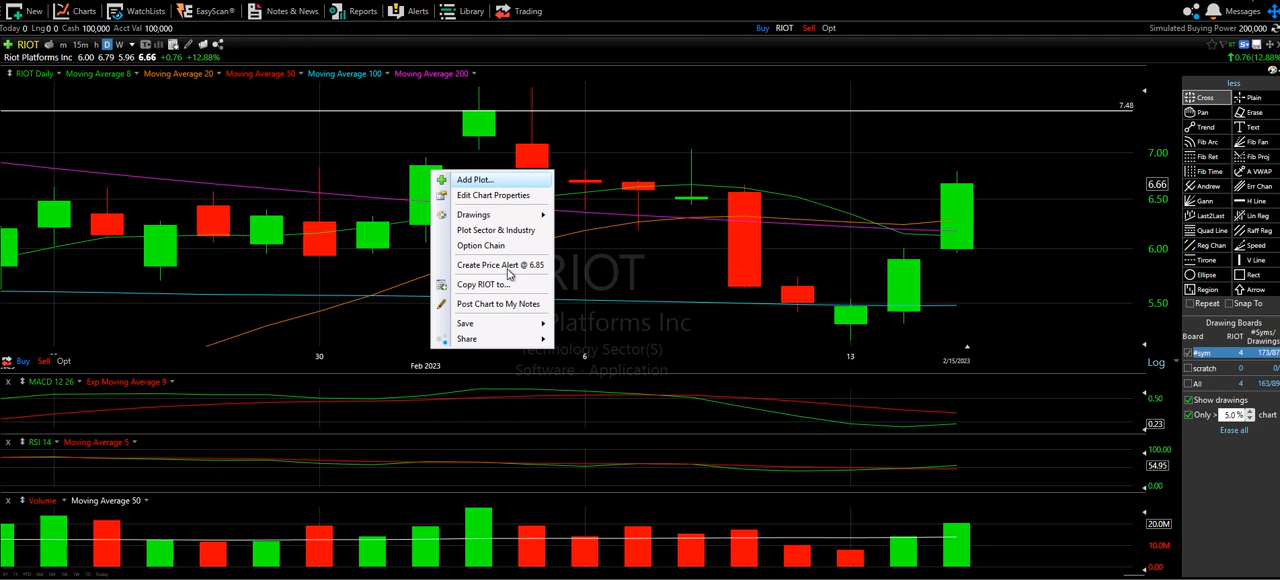 New Charts WatchLists EasyScan® Notes & News Reports Alerts Library Trading Messages
Today 0 Lng 0 0 Cash 100,000 Acct Val 100,000 Buy RIOT Sell Opt Simulated Buying Power 200,000
RIOT m 15m h D W
Riot Platforms Inc 6.00 6.79 5.96 6.66 +0.76 +12.88% 0.76(12.88%
RIOT Daily Moving Average 8 Moving Average 20 Moving Average 50 Moving Average 100 Moving Average 200
7.48
7.00
6.66
6.50
6.00
5.50
Add Plot...
Edit Chart Properties
Drawings
Plot Sector & Industry
Option Chain
Create Price Alert @ 6.85
Copy RIOT to...
Post Chart to My Notes
Save
Share
RIOT
Platforms Inc
Technology Sector(S)
Software - Application
Buy Sell Opt
30 Feb 2023 6 13 2/15/2023
Log
MACD 12 26 Exp Moving Average 9
0.50
0.23
RSI 14 Moving Average 5
100.00
54.95
0.00
Volume Moving Average 50
20.0M
10.0M
0.00
less
Cross Plain
Pan Erase
Trend Text
Fib Arc Fib Fan
Fib Ret Fib Proj
Fib Time A VWAP
Andrew Err Chan
Gann H Line
Last2Last Lin Reg
Quad Line Raff Reg
Reg Chan Speed
Tirone V Line
Ellipse Rect
Region Arrow
Repeat Snap To
Drawing Boards
Board RIOT #Syms/
Drawings
#sym 4 173/87
scratch 0 0/
All 4 163/89
Show drawings
Only > 5.0 % chart
Erase all